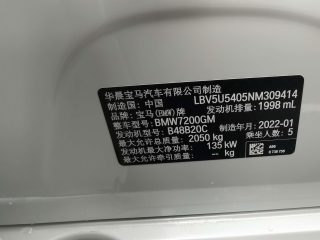 华晨宝马汽车有限公司制造
制造国：中国 LBV5U5405NM309414
品牌：宝马(BMW)牌 发动机排量：1998 mL
整车型号：BMW7200GM
发动机型号：B48B20C 制造年月：2022-01
最大允许总质量：2050 kg 乘坐人数：5
发动机最大净功率：135 kW
最大允许牵引质量：-- kg